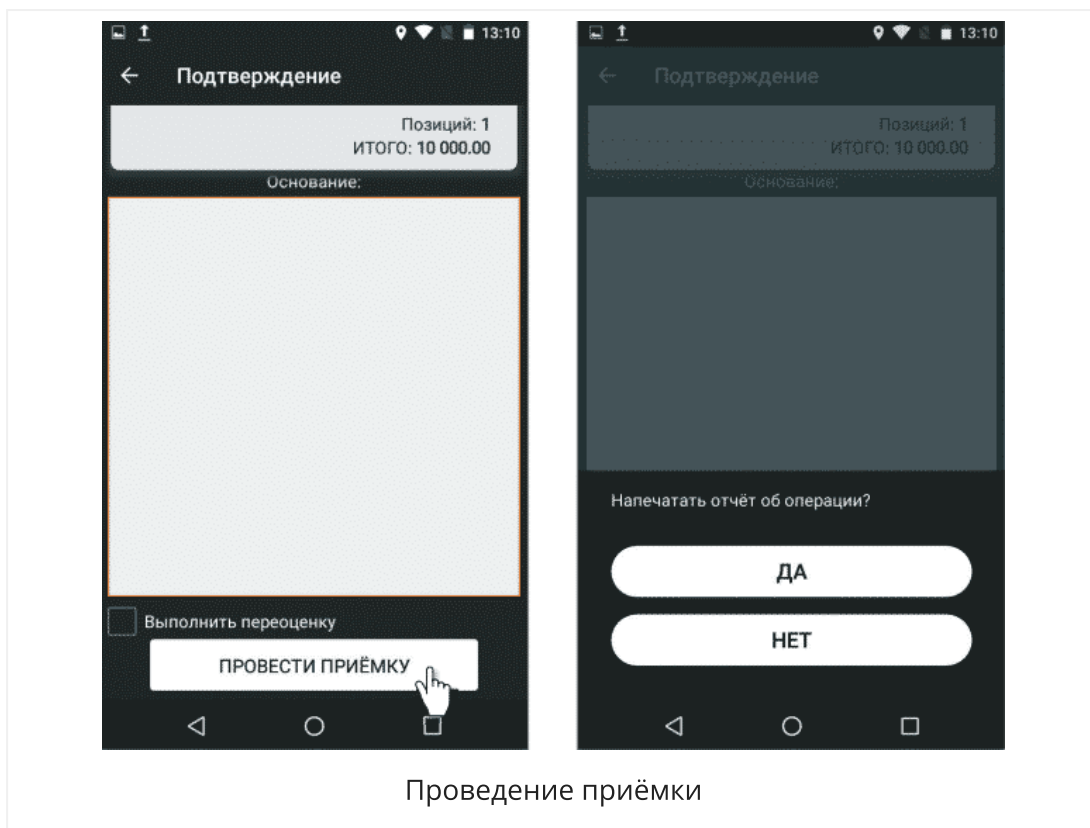 13:10
Подтверждение
Позиций: 1
ИТОГО: 10 000.00
Основание:
Выполнить переоценку
ПРОВЕСТИ ПРИЁМКУ
13:10
Подтверждение
Позиций: 1
ИТОГО: 10 000.00
Основание:
Напечатать отчёт об операции?
ДА
НЕТ
Проведение приёмки